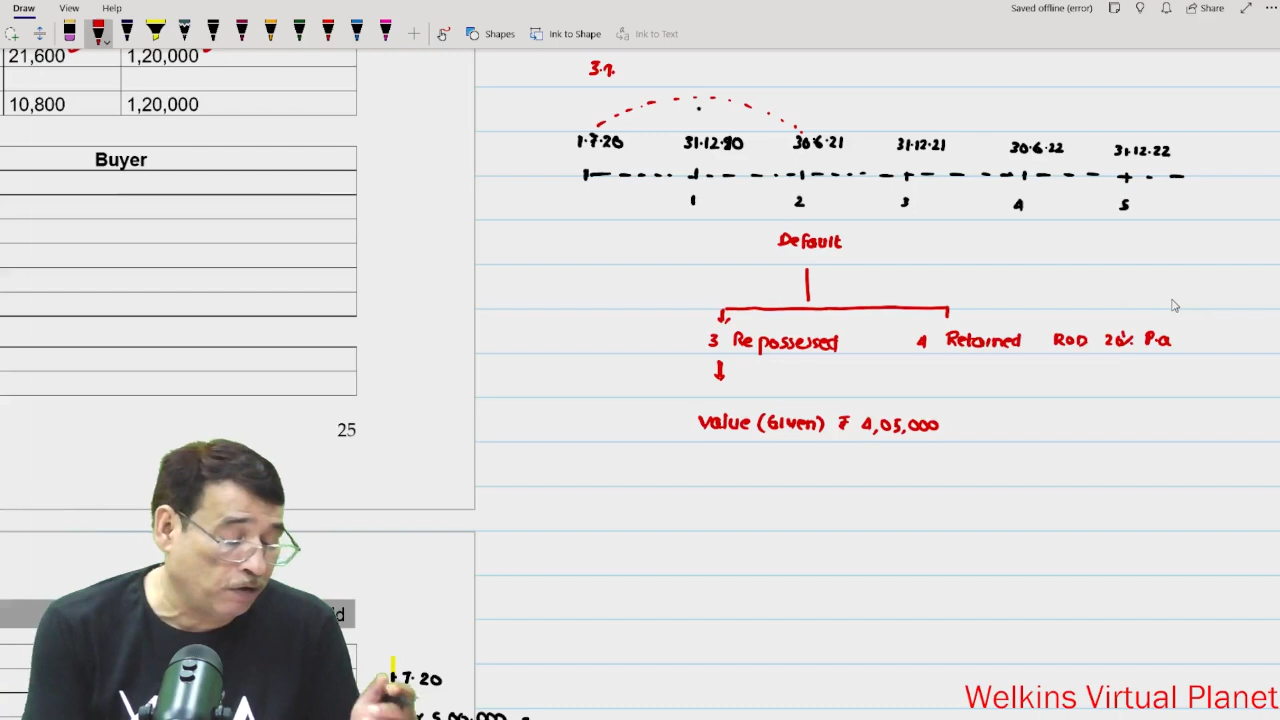 Draw View Help Saved offline (error) Share
Shapes Ink to Shape Ink to Text
21,600 1,20,000
10,800 1,20,000
Buyer
25
3.7.
1.7.20 31.12.20 30.6.21 31.12.21 30.6.22 31.12.22
1 2 3 4 5
Default
3 Repossessed 4 Retained ROD 20% P.a
Value (Given) ₹ 4,05,000
1.7.20
Welkins Virtual Planet